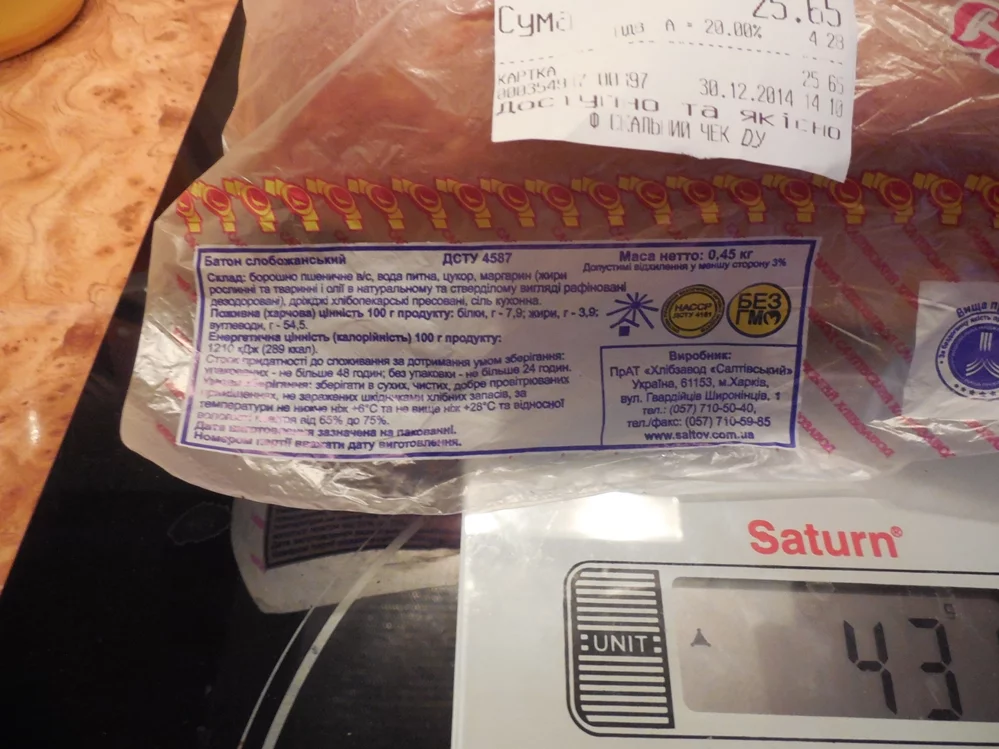 Сума
25.65
ПДВ А = 20.00% 4.28
КАРТКА 25.65
30.12.2014 14:10
Доступно та якісно
ФІСКАЛЬНИЙ ЧЕК
Батон слобожанський ДСТУ 4587 Маса нетто: 0,45 кг
Допустимі відхилення у меншу сторону 3%
Склад: борошно пшеничне в/с, вода питна, цукор, маргарин (жири
рослинні та тваринні і олії в натуральному та стверділому вигляді рафіновані
дезодоровані), дріжджі хлібопекарські пресовані, сіль кухонна.
Поживна (харчова) цінність 100 г продукту: білки, г - 7,9; жири, г - 3,9;
вуглеводи, г - 54,5.
Енергетична цінність (калорійність) 100 г продукту:
1210 кДж (289 ккал).
Строк придатності до споживання за дотримання умов зберігання:
упакованих - не більше 48 годин; без упаковки - не більше 24 годин.
Умови зберігання: зберігати в сухих, чистих, добре провітрюваних
приміщеннях, не заражених шкідниками хлібних запасів, за
температури не нижче ніж +6°С та не вище ніж +28°С та відносної
вологості повітря від 65% до 75%.
Дата виготовлення зазначена на пакованні.
Номером партії вважати дату виготовлення.
НАССР
ДСТУ 4161
БЕЗ
ГМО
Виробник:
ПрАТ «Хлібзавод «Салтівський»
Україна, 61153, м.Харків,
вул. Гвардійців Широнінців, 1
тел.: (057) 710-50-40,
тел./факс: (057) 710-59-85
www.saltov.com.ua
Вища
Saturn®
UNIT
g
43